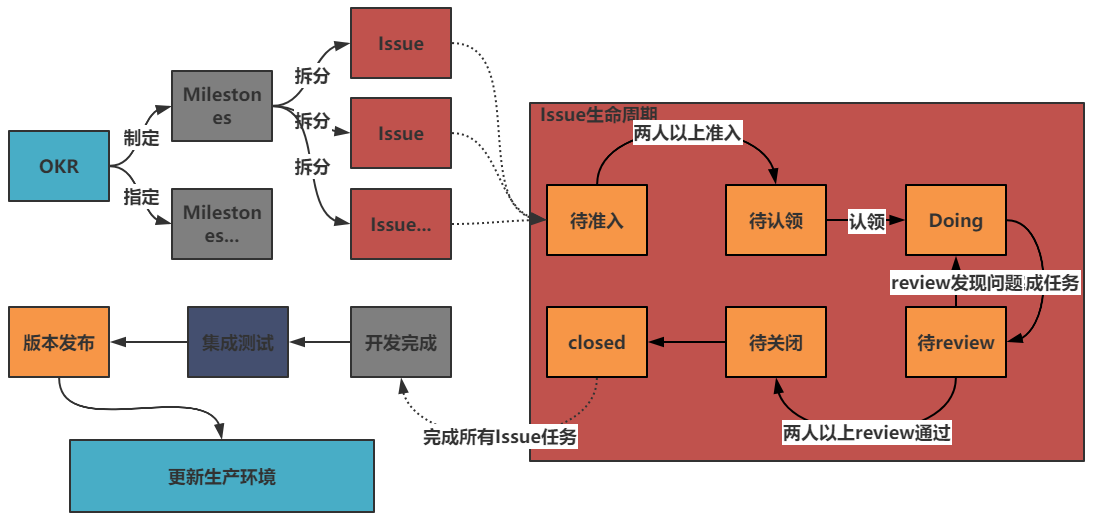 Issue
Mileston
es
拆分
制定
拆分
Issue
OKR
拆分
指定
Mileston
es...
Issue...
Issue生命周期
两人以上准入
待准入
待认领
认领
Doing
review发现问题
成任务
版本发布
集成测试
开发完成
closed
待关闭
待review
完成所有Issue任务
两人以上review通过
更新生产环境